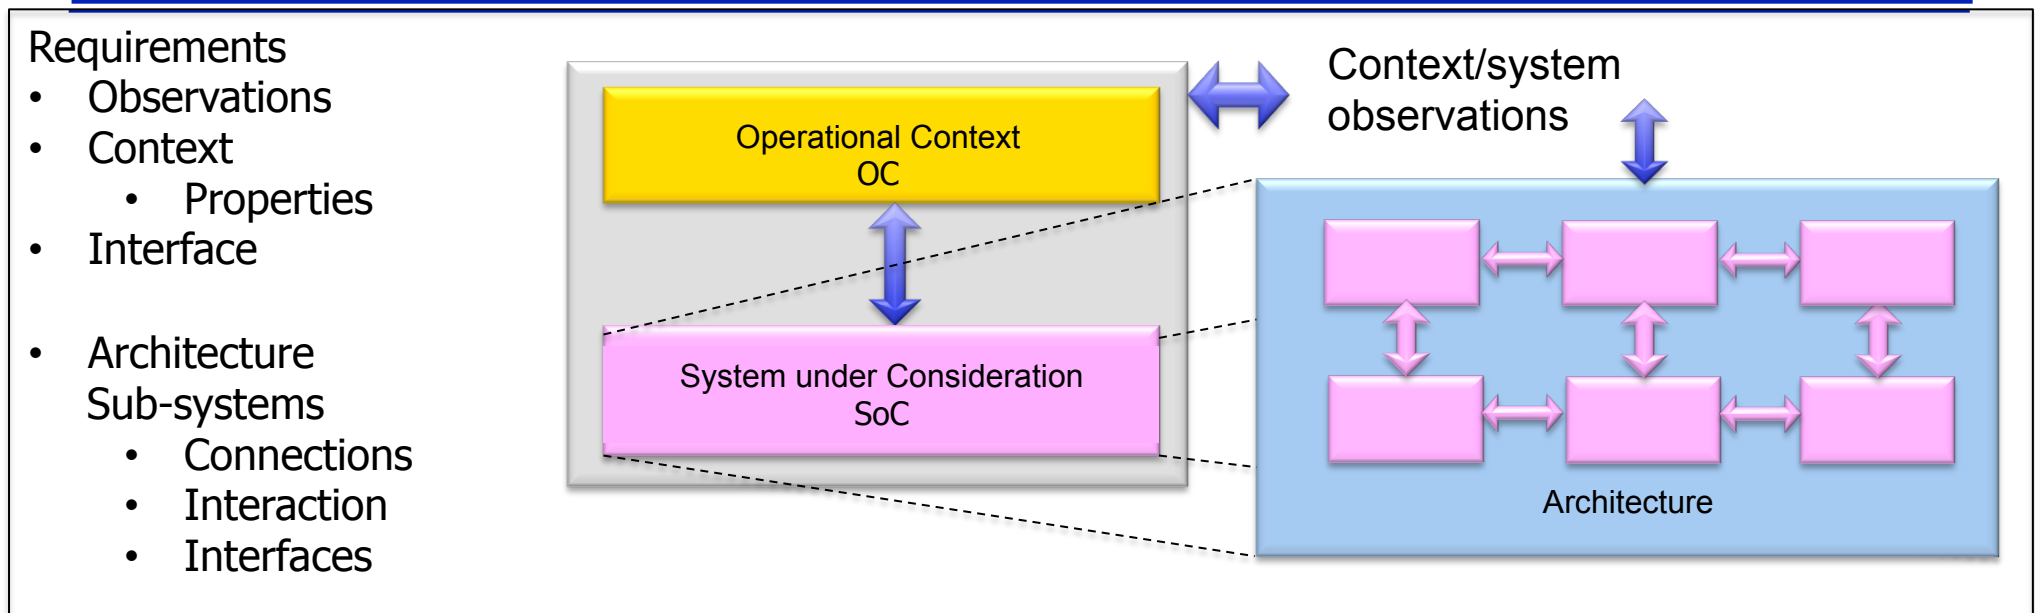 Requirements
• Observations
• Context
• Properties
• Interface
• Architecture
Sub-systems
• Connections
• Interaction
• Interfaces
Operational Context
OC
System under Consideration
SoC
Context/system
observations
Architecture